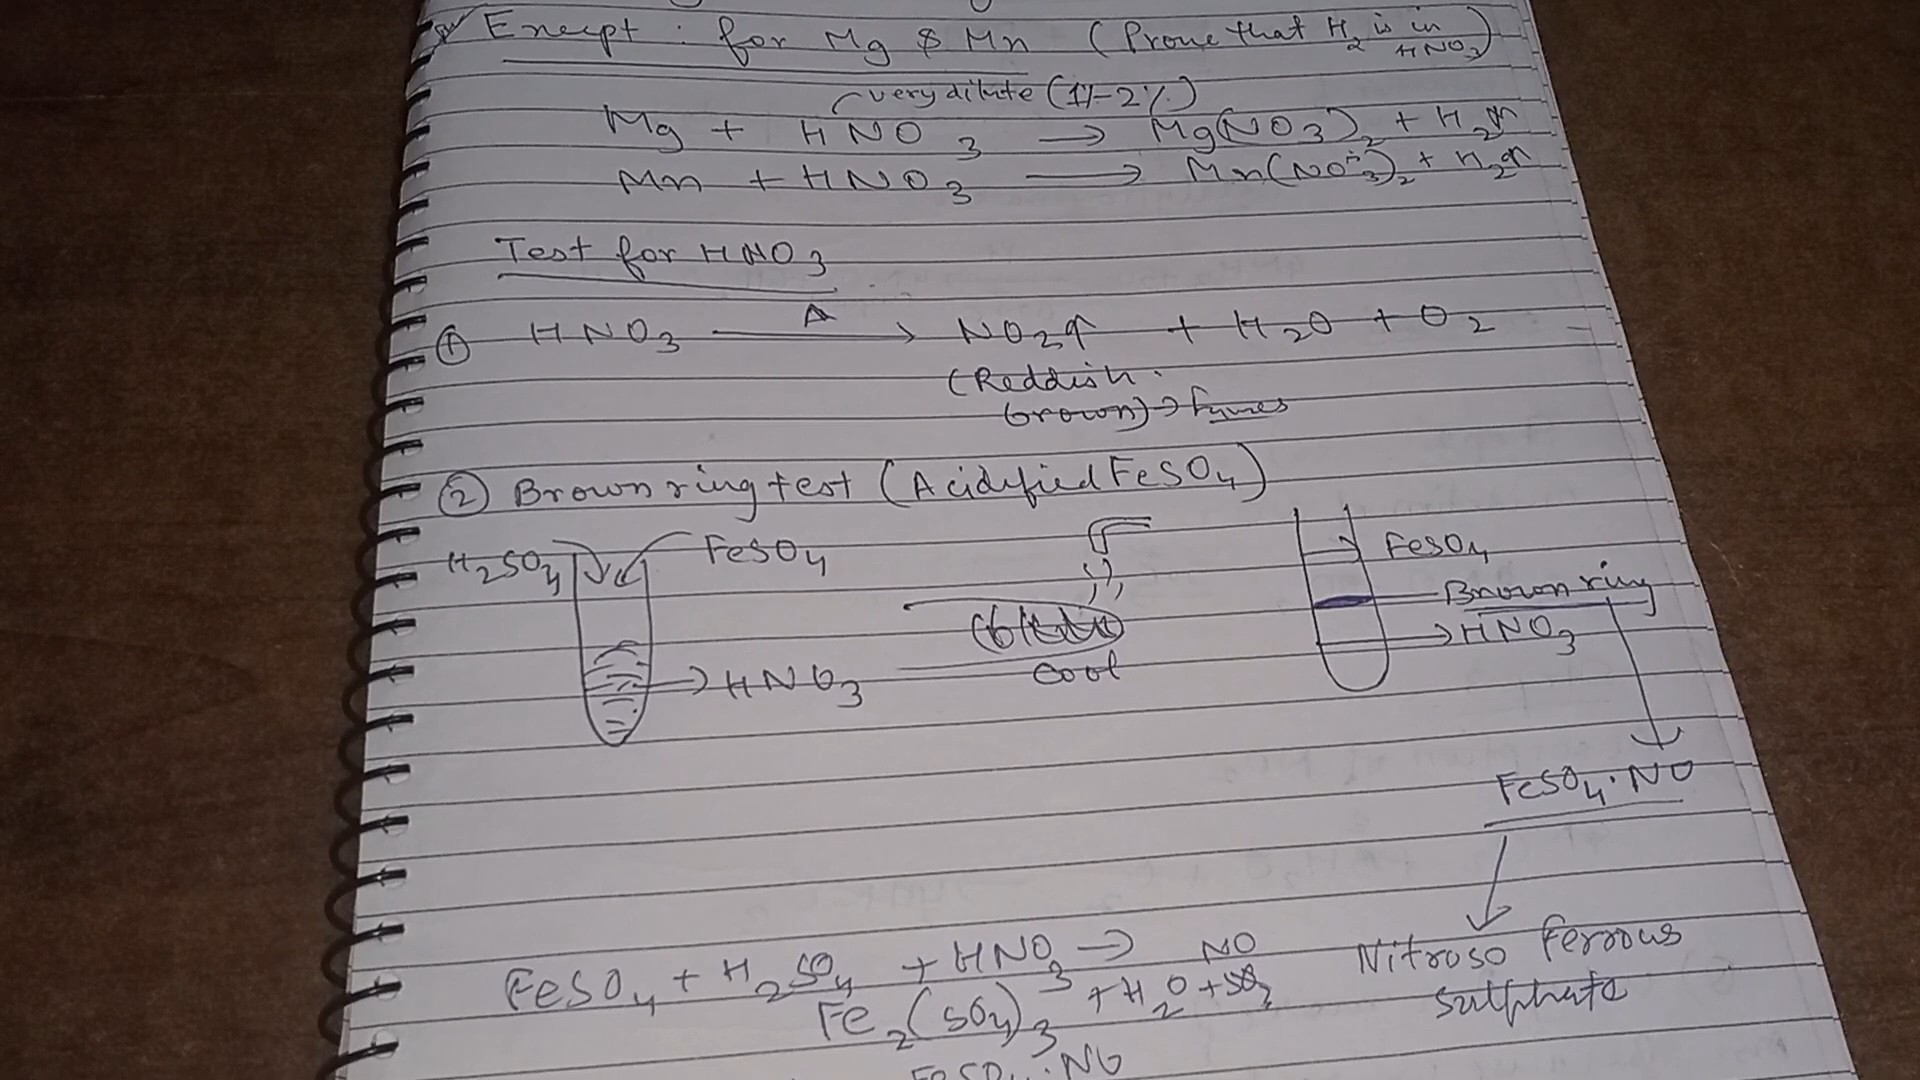 Except : for Mg & Mn (Prove that H2 is in HNO3)
very dilute (1%-2%)
Mg + HNO3 → Mg(NO3)2 + H2↑
Mn + HNO3 → Mn(NO3)2 + H2↑
Test for HNO3
① HNO3 —Δ→ NO2↑ + H2O + O2
(Reddish
brown) → fumes
② Brown ring test (Acidified FeSO4)
H2SO4 FeSO4
→ HNO3
cool
FeSO4
Brown ring
→ HNO3
FeSO4.NO
Nitroso Ferrous
sulphate
FeSO4 + H2SO4 + HNO3 → NO
Fe2(SO4)3 + H2O +
FeSO4.NO